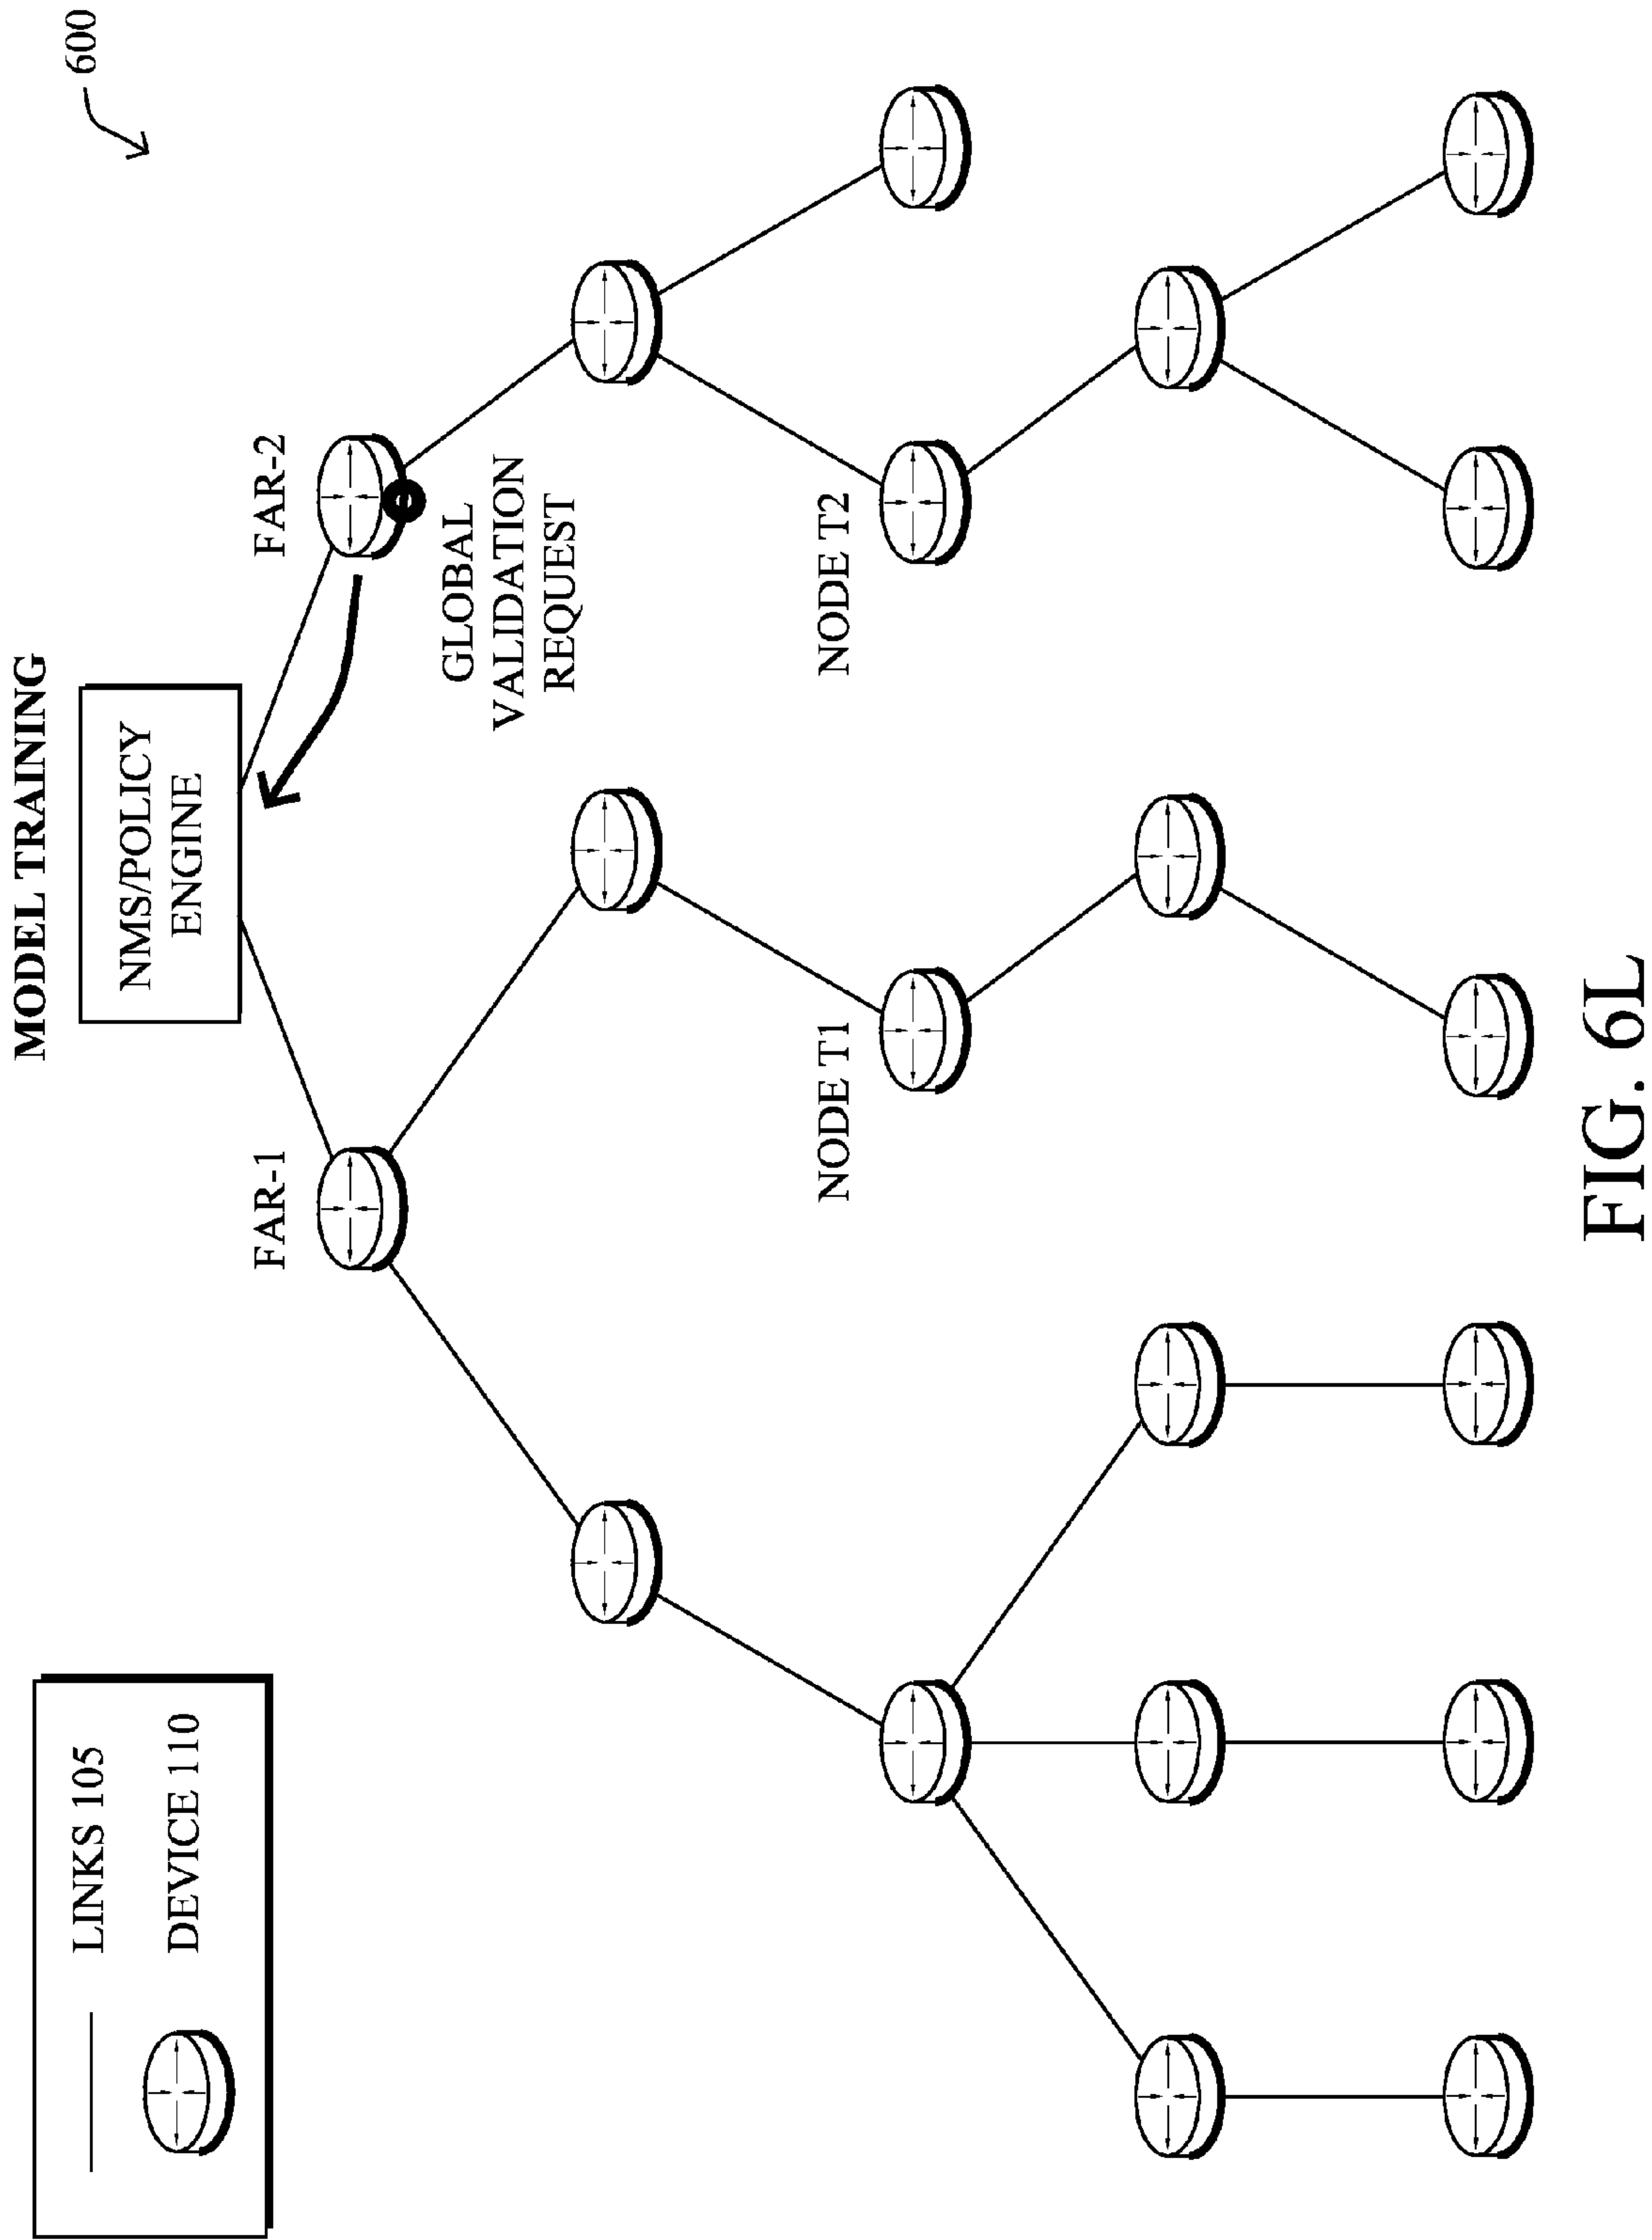 600
MODEL TRAINING
LINKS 105
DEVICE 110
NMS/POLICY
ENGINE
FAR-1
FAR-2
GLOBAL
VALIDATION
REQUEST
NODE T1
NODE T2
FIG. 6L